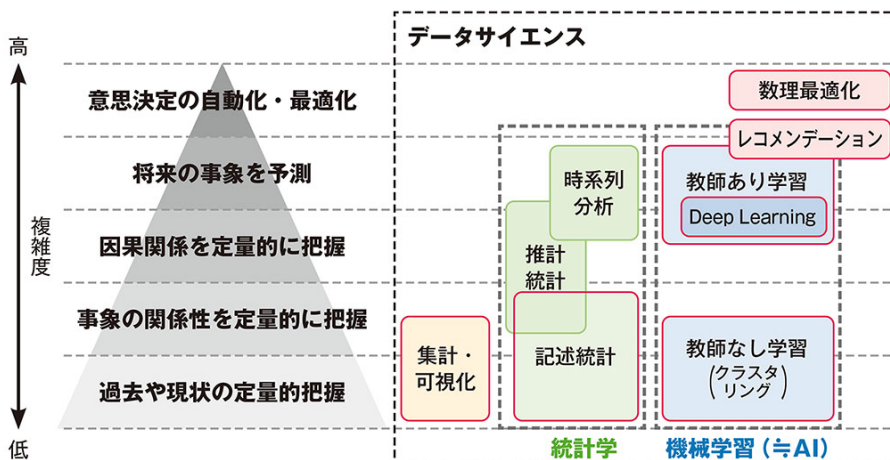 データサイエンス
高
複雑度
低
意思決定の自動化・最適化
将来の事象を予測
因果関係を定量的に把握
事象の関係性を定量的に把握
過去や現状の定量的把握
数理最適化
レコメンデーション
時系列
分析
教師あり学習
Deep Learning
推計
統計
集計・
可視化
記述統計
教師なし学習
(クラスタ
リング)
統計学
機械学習(≒AI)